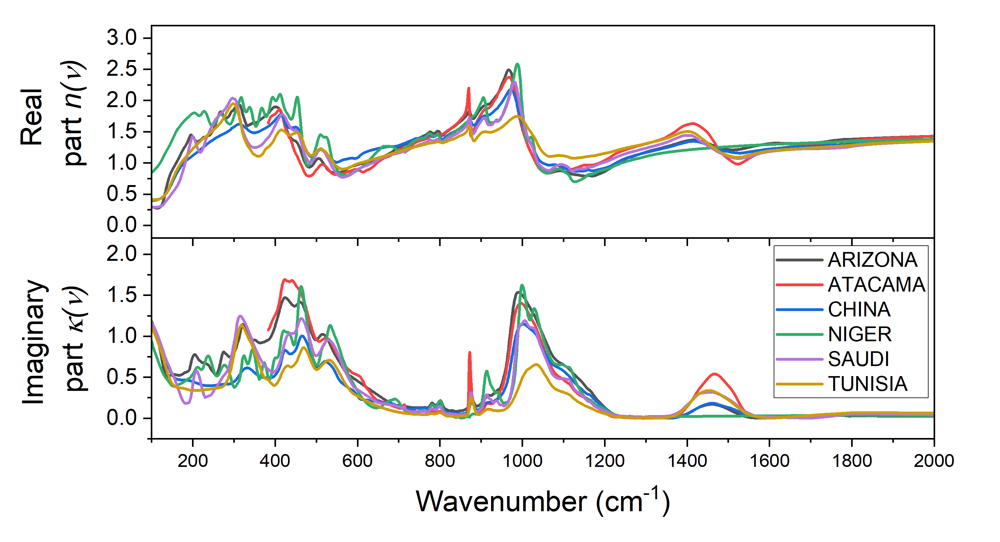 Real
part n(ν)
3.0
2.5
2.0
1.5
1.0
0.5
0.0
Imaginary
part κ(ν)
2.0
1.5
1.0
0.5
0.0
ARIZONA
ATACAMA
CHINA
NIGER
SAUDI
TUNISIA
200 400 600 800 1000 1200 1400 1600 1800 2000
Wavenumber (cm⁻¹)